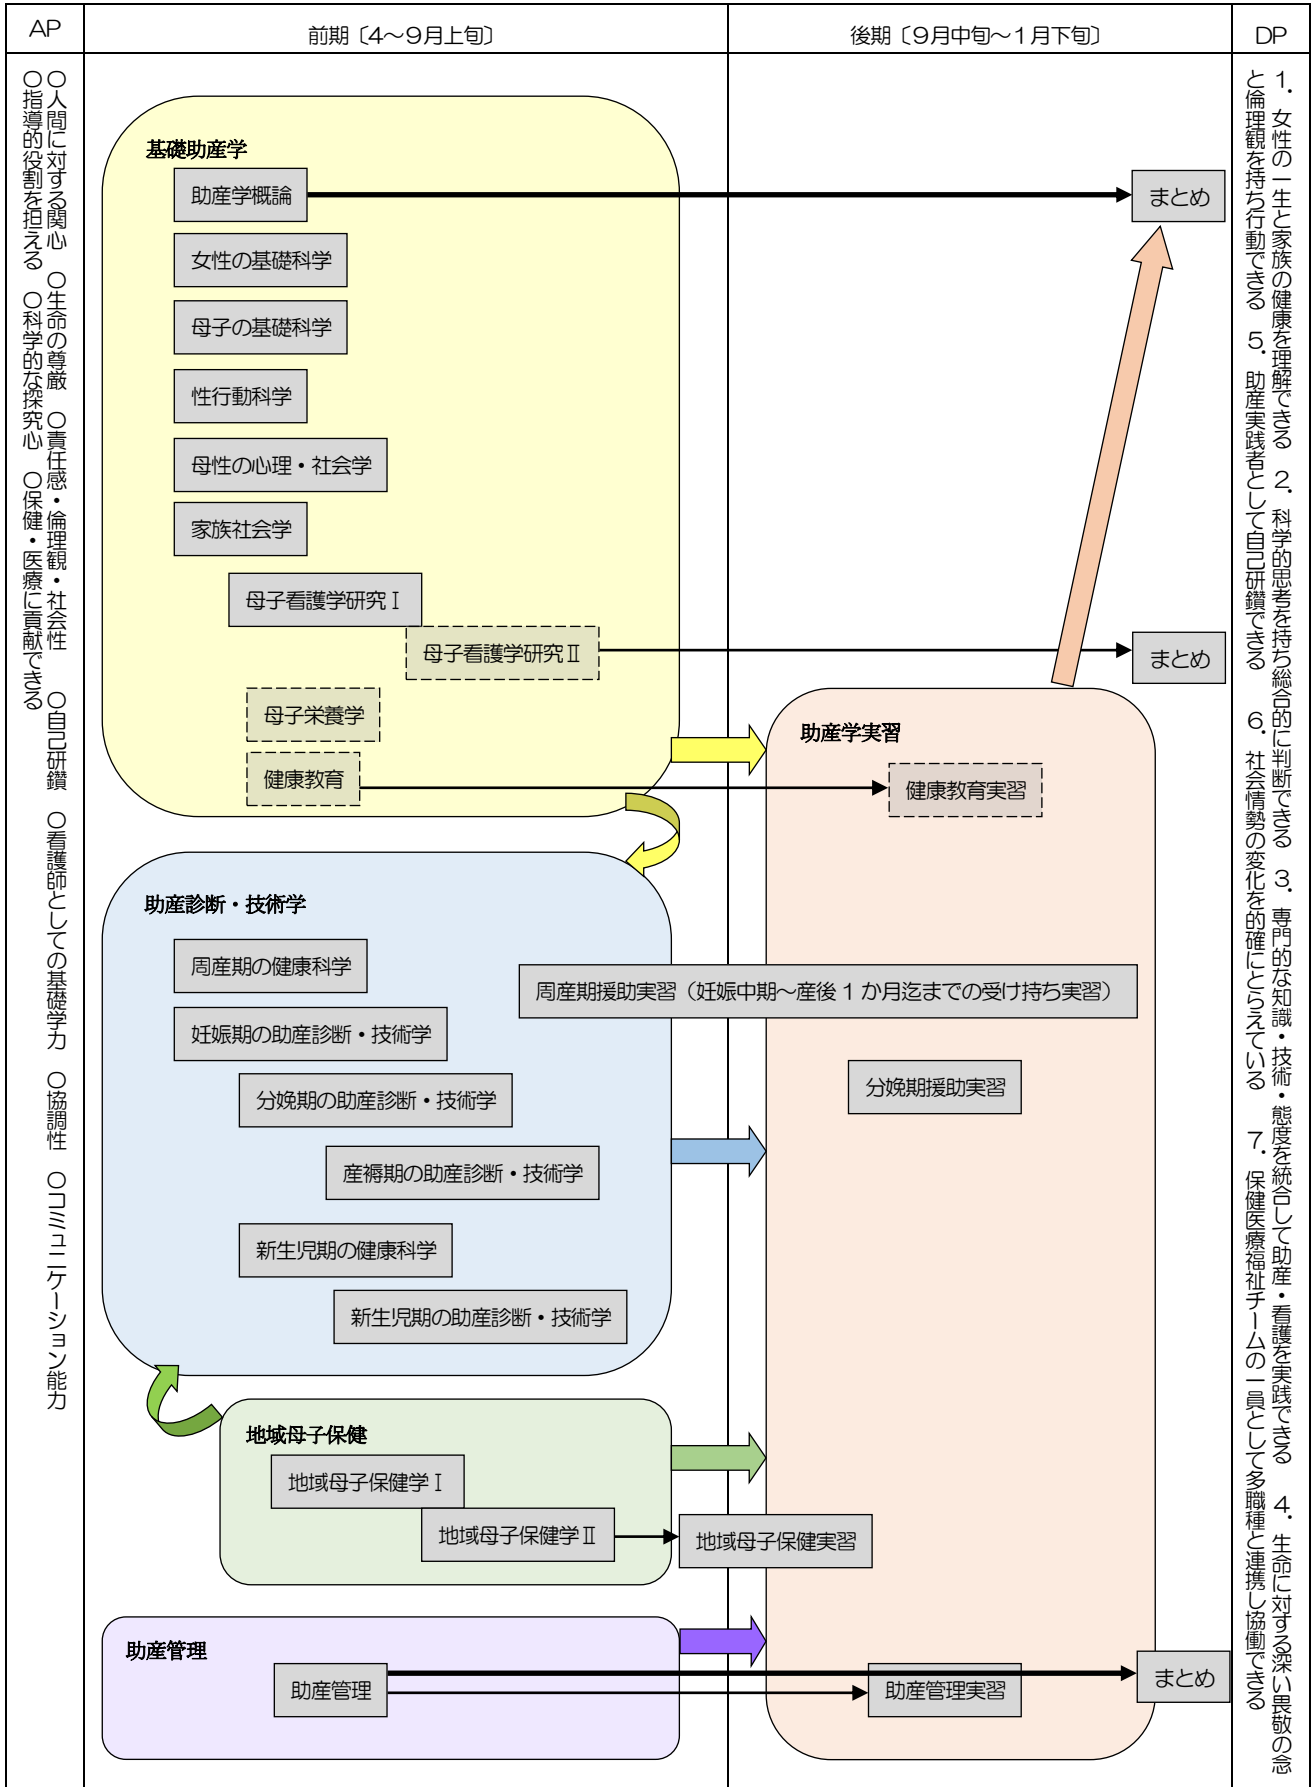 AP
前期〔4～9月上旬〕
後期〔9月中旬～1月下旬〕
DP
〇人間に対する関心　〇生命の尊厳　〇責任感・倫理観・社会性　〇自己研鑽　〇看護師としての基礎学力　〇協調性　〇コミュニケーション能力
〇指導的役割を担える　〇科学的な探究心　〇保健・医療に貢献できる
基礎助産学
助産学概論
まとめ
女性の基礎科学
母子の基礎科学
性行動科学
母性の心理・社会学
家族社会学
母子看護学研究Ⅰ
母子看護学研究Ⅱ
まとめ
母子栄養学
健康教育
助産学実習
健康教育実習
助産診断・技術学
周産期の健康科学
周産期援助実習（妊娠中期～産後1か月迄までの受け持ち実習）
妊娠期の助産診断・技術学
分娩期の助産診断・技術学
分娩期援助実習
産褥期の助産診断・技術学
新生児期の健康科学
新生児期の助産診断・技術学
地域母子保健
地域母子保健学Ⅰ
地域母子保健学Ⅱ
地域母子保健実習
助産管理
助産管理
助産管理実習
まとめ
1．女性の一生と家族の健康を理解できる　2．科学的思考を持ち総合的に判断できる　3．専門的な知識・技術・態度を統合して助産・看護を実践できる　4．生命に対する深い畏敬の念
と倫理観を持ち行動できる　5．助産実践者として自己研鑽できる　6．社会情勢の変化を的確にとらえている　7．保健医療福祉チームの一員として多職種と連携し協働できる